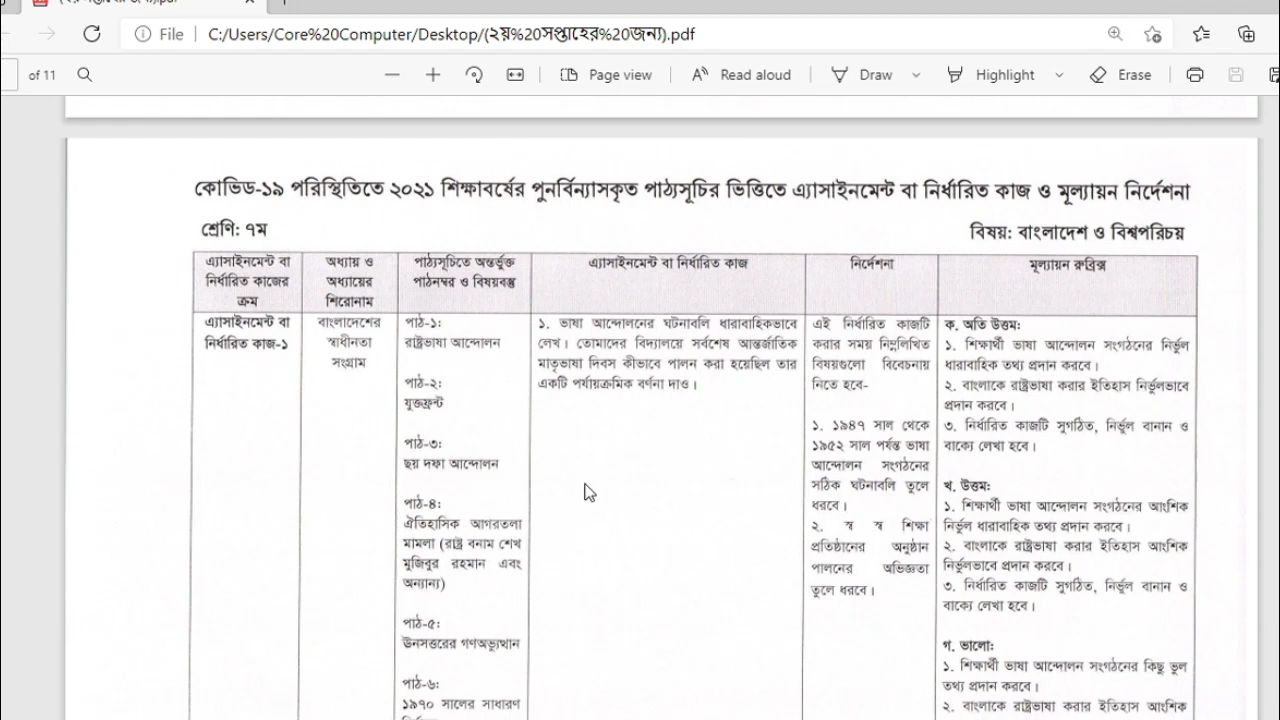 File
C:/Users/Core%20Computer/Desktop/(২য়%20সপ্তাহের%20জন্য).pdf
of 11
Page view
Read aloud
Draw
Highlight
Erase
কোভিড-১৯ পরিস্থিতিতে ২০২১ শিক্ষাবর্ষের পুনর্বিন্যাসকৃত পাঠ্যসূচির ভিত্তিতে এ্যাসাইনমেন্ট বা নির্ধারিত কাজ ও মূল্যায়ন নির্দেশনা
শ্রেণি: ৭ম
বিষয়: বাংলাদেশ ও বিশ্বপরিচয়
এ্যাসাইনমেন্ট বা
নির্ধারিত কাজের
ক্রম
অধ্যায় ও
অধ্যায়ের
শিরোনাম
পাঠ্যসূচিতে অন্তর্ভুক্ত
পাঠনম্বর ও বিষয়বস্তু
এ্যাসাইনমেন্ট বা নির্ধারিত কাজ
নির্দেশনা
মূল্যায়ন রুব্রিক্স
এ্যাসাইনমেন্ট বা
নির্ধারিত কাজ-১
বাংলাদেশের
স্বাধীনতা
সংগ্রাম
পাঠ-১:
রাষ্ট্রভাষা আন্দোলন
পাঠ-২:
যুক্তফ্রন্ট
পাঠ-৩:
ছয় দফা আন্দোলন
পাঠ-৪:
ঐতিহাসিক আগরতলা
মামলা (রাষ্ট্র বনাম শেখ
মুজিবুর রহমান এবং
অন্যান্য)
পাঠ-৫:
ঊনসত্তরের গণঅভ্যুত্থান
পাঠ-৬:
১৯৭০ সালের সাধারণ
১. ভাষা আন্দোলনের ঘটনাবলি ধারাবাহিকভাবে
লেখ। তোমাদের বিদ্যালয়ে সর্বশেষ আন্তর্জাতিক
মাতৃভাষা দিবস কীভাবে পালন করা হয়েছিল তার
একটি পর্যায়ক্রমিক বর্ণনা দাও।
এই নির্ধারিত কাজটি
করার সময় নিম্নলিখিত
বিষয়গুলো বিবেচনায়
নিতে হবে-
১. ১৯৪৭ সাল থেকে
১৯৫২ সাল পর্যন্ত ভাষা
আন্দোলন সংগঠনের
সঠিক ঘটনাবলি তুলে
ধরবে।
২. স্ব স্ব শিক্ষা
প্রতিষ্ঠানের অনুষ্ঠান
পালনের অভিজ্ঞতা
তুলে ধরবে।
ক. অতি উত্তম:
১. শিক্ষার্থী ভাষা আন্দোলন সংগঠনের নির্ভুল
ধারাবাহিক তথ্য প্রদান করবে।
২. বাংলাকে রাষ্ট্রভাষা করার ইতিহাস নির্ভুলভাবে
প্রদান করবে।
৩. নির্ধারিত কাজটি সুগঠিত, নির্ভুল বানান ও
বাক্যে লেখা হবে।
খ. উত্তম:
১. শিক্ষার্থী ভাষা আন্দোলন সংগঠনের আংশিক
নির্ভুল ধারাবাহিক তথ্য প্রদান করবে।
২. বাংলাকে রাষ্ট্রভাষা করার ইতিহাস আংশিক
নির্ভুলভাবে প্রদান করবে।
৩. নির্ধারিত কাজটি সুগঠিত, নির্ভুল বানান ও
বাক্যে লেখা হবে।
গ. ভালো:
১. শিক্ষার্থী ভাষা আন্দোলন সংগঠনের কিছু ভুল
তথ্য প্রদান করবে।
২. বাংলাকে রাষ্ট্রভাষা করার ইতিহাস আংশিক